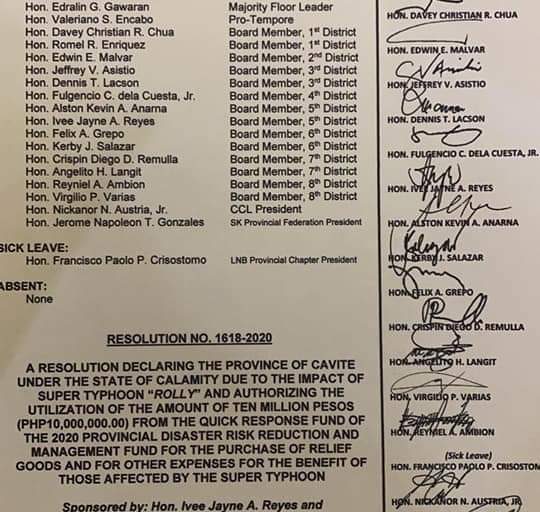 Hon. Edralin G. Gawaran Majority Floor Leader
Hon. Valeriano S. Encabo Pro-Tempore
Hon. Davey Christian R. Chua Board Member, 1st District
Hon. Romel R. Enriquez Board Member, 1st District
Hon. Edwin E. Malvar Board Member, 2nd District
Hon. Jeffrey V. Asistio Board Member, 3rd District
Hon. Dennis T. Lacson Board Member, 3rd District
Hon. Fulgencio C. dela Cuesta, Jr. Board Member, 4th District
Hon. Alston Kevin A. Anarna Board Member, 5th District
Hon. Ivee Jayne A. Reyes Board Member, 5th District
Hon. Felix A. Grepo Board Member, 6th District
Hon. Kerby J. Salazar Board Member, 6th District
Hon. Crispin Diego D. Remulla Board Member, 7th District
Hon. Angelito H. Langit Board Member, 7th District
Hon. Reyniel A. Ambion Board Member, 8th District
Hon. Virgilio P. Varias Board Member, 8th District
Hon. Nickanor N. Austria, Jr. CCL President
Hon. Jerome Napoleon T. Gonzales SK Provincial Federation President
SICK LEAVE:
Hon. Francisco Paolo P. Crisostomo LNB Provincial Chapter President
ABSENT:
None
RESOLUTION NO. 1618-2020
A RESOLUTION DECLARING THE PROVINCE OF CAVITE
UNDER THE STATE OF CALAMITY DUE TO THE IMPACT OF
SUPER TYPHOON “ROLLY” AND AUTHORIZING THE
UTILIZATION OF THE AMOUNT OF TEN MILLION PESOS
(PHP10,000,000.00) FROM THE QUICK RESPONSE FUND OF
THE 2020 PROVINCIAL DISASTER RISK REDUCTION AND
MANAGEMENT FUND FOR THE PURCHASE OF RELIEF
GOODS AND FOR OTHER EXPENSES FOR THE BENEFIT OF
THOSE AFFECTED BY THE SUPER TYPHOON
Sponsored by: Hon. Ivee Jayne A. Reyes and
HON. DAVEY CHRISTIAN R. CHUA
HON. EDWIN E. MALVAR
HON. JEFFREY V. ASISTIO
HON. DENNIS T. LACSON
HON. FULGENCIO C. DELA CUESTA, JR.
HON. IVEE JAYNE A. REYES
HON. ALSTON KEVIN A. ANARNA
HON. KERBY J. SALAZAR
HON. FELIX A. GREPO
HON. CRISPIN DIEGO D. REMULLA
HON. ANGELITO H. LANGIT
HON. VIRGILIO P. VARIAS
HON. REYNIEL A. AMBION
(Sick Leave)
HON. FRANCISCO PAOLO P. CRISOSTOM
HON. NICKANOR N. AUSTRIA, JR